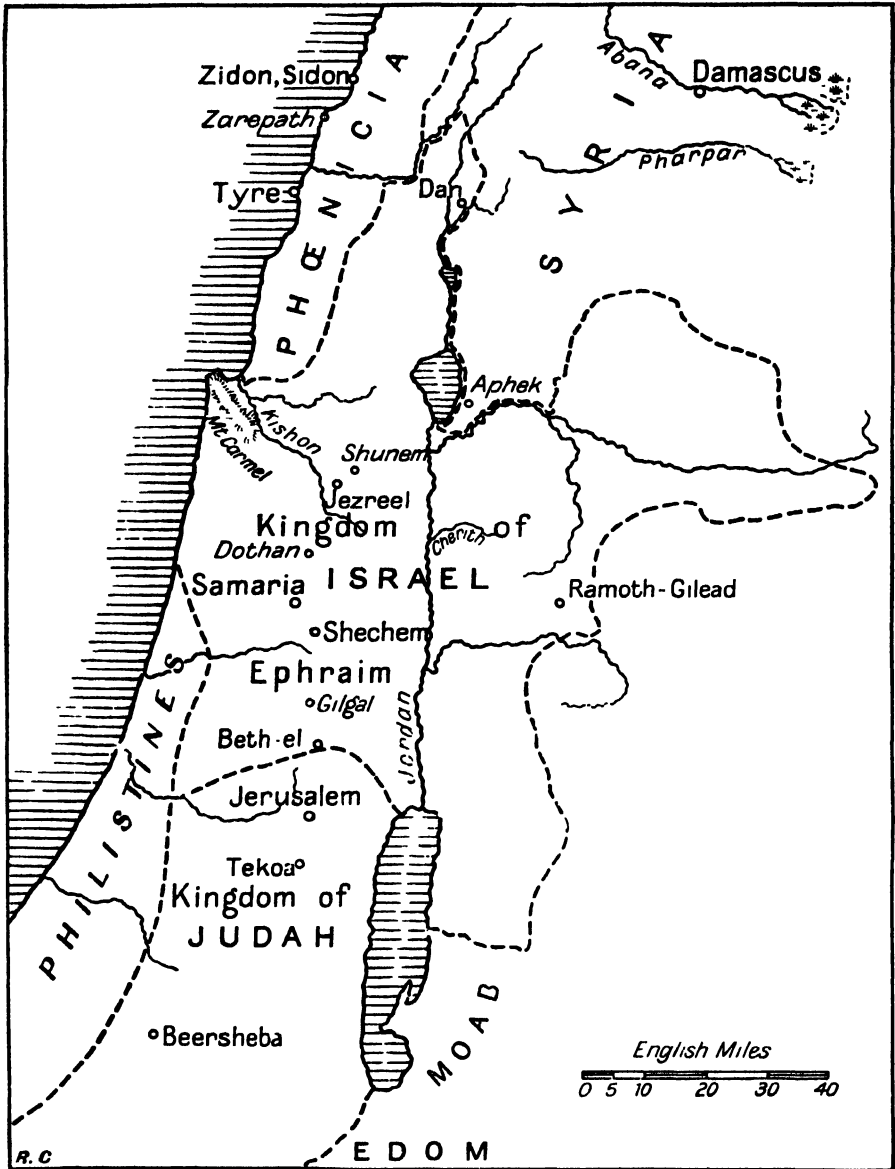 Zidon, Sidon
Zarepath
Tyre
PHŒNICIA
Dan
Abana
Damascus
Pharpar
SYRIA
Aphek
Kishon
Mt Carmel
Shunem
Jezreel
Kingdom of
ISRAEL
Cherith
Dothan
Samaria
Ramoth-Gilead
Shechem
Ephraim
Gilgal
Jordan
Beth-el
PHILISTINES
Jerusalem
Tekoa
Kingdom of
JUDAH
Beersheba
MOAB
EDOM
English Miles
0 5 10 20 30 40
R. C